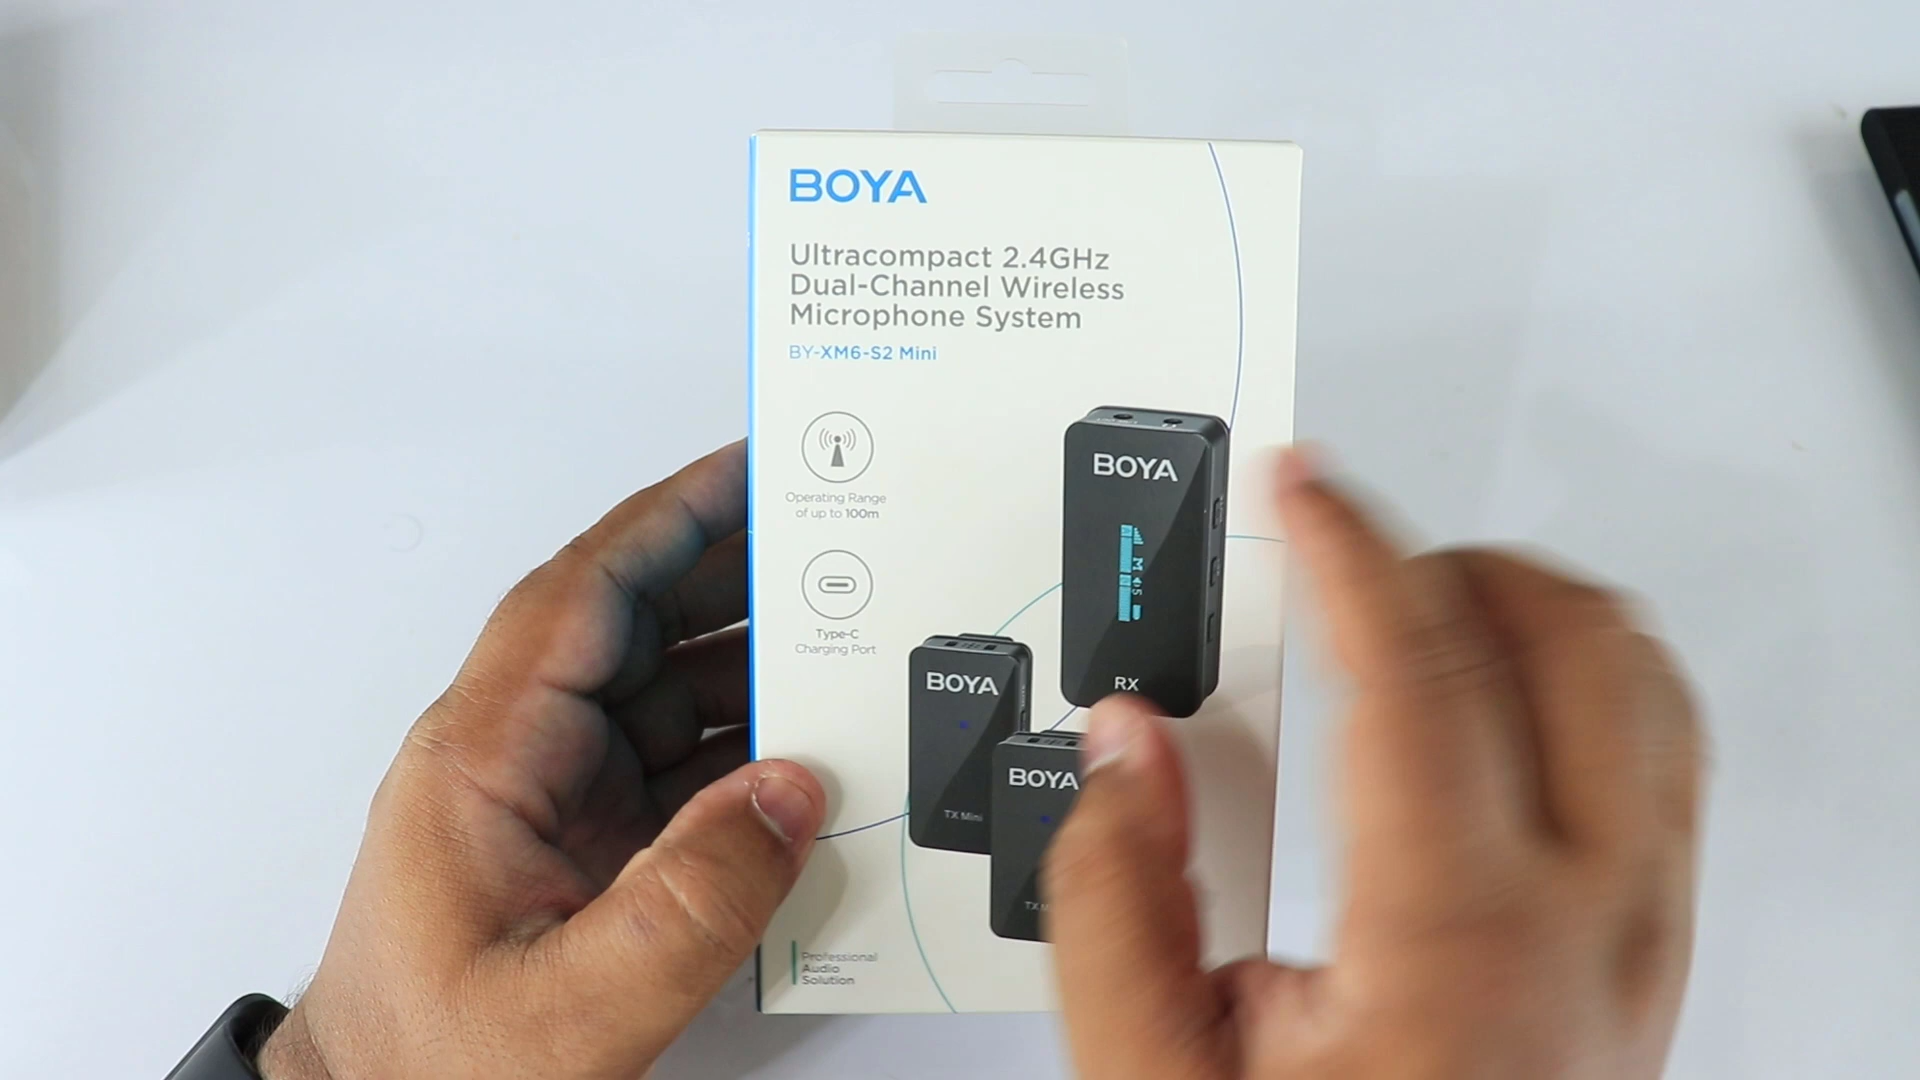 BOYA
Ultracompact 2.4GHz
Dual-Channel Wireless
Microphone System
BY-XM6-S2 Mini
Operating Range
of up to 100m
Type-C
Charging Port
BOYA
M S
RX
BOYA
TX Mini
BOYA
TX
Professional
Audio
Solution